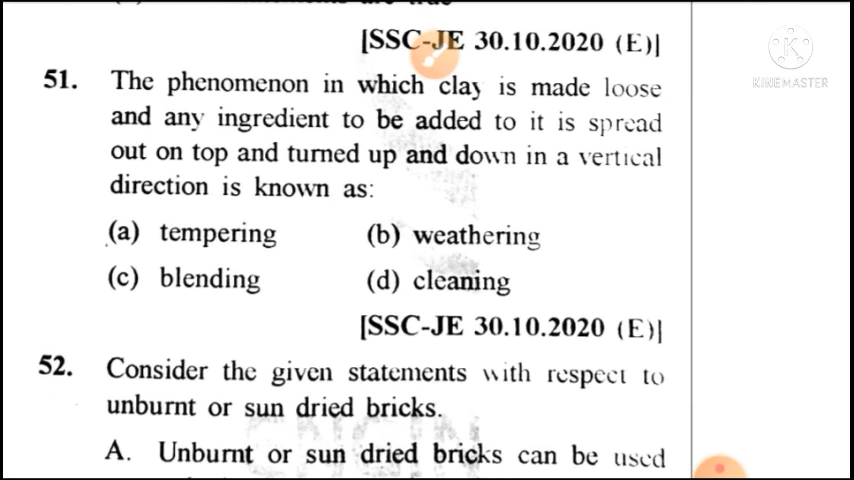 [SSC-JE 30.10.2020 (E)]
KINEMASTER
51. The phenomenon in which clay is made loose
and any ingredient to be added to it is spread
out on top and turned up and down in a vertical
direction is known as:
(a) tempering (b) weathering
(c) blending (d) cleaning
[SSC-JE 30.10.2020 (E)]
52. Consider the given statements with respect to
unburnt or sun dried bricks.
A. Unburnt or sun dried bricks can be used